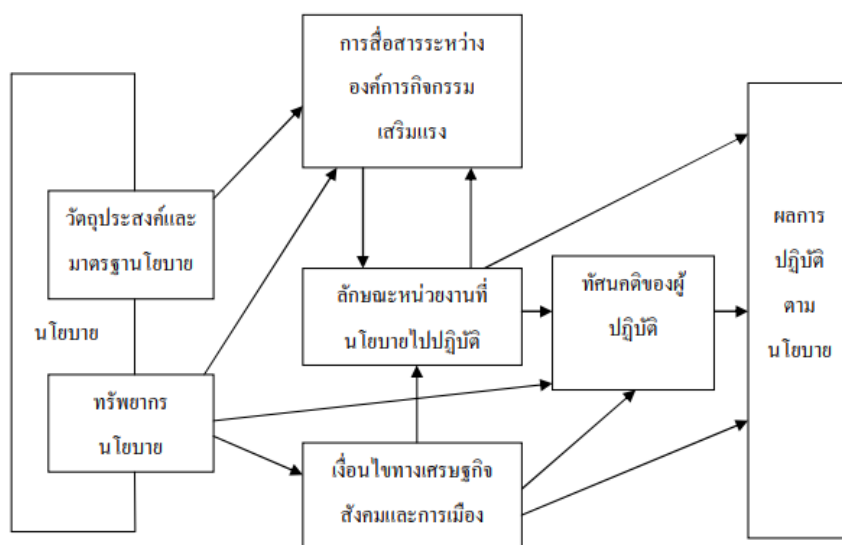 การสื่อสารระหว่าง
องค์การกิจกรรม
เสริมแรง
วัตถุประสงค์และ
มาตรฐานโยบาย
นโยบาย
ทรัพยากร
นโยบาย
ลักษณะหน่วยงานที่
นโยบายไปปฏิบัติ
ทัศนคติของผู้
ปฏิบัติ
เงื่อนไขทางเศรษฐกิจ
สังคมและการเมือง
ผลการ
ปฏิบัติ
ตาม
นโยบาย